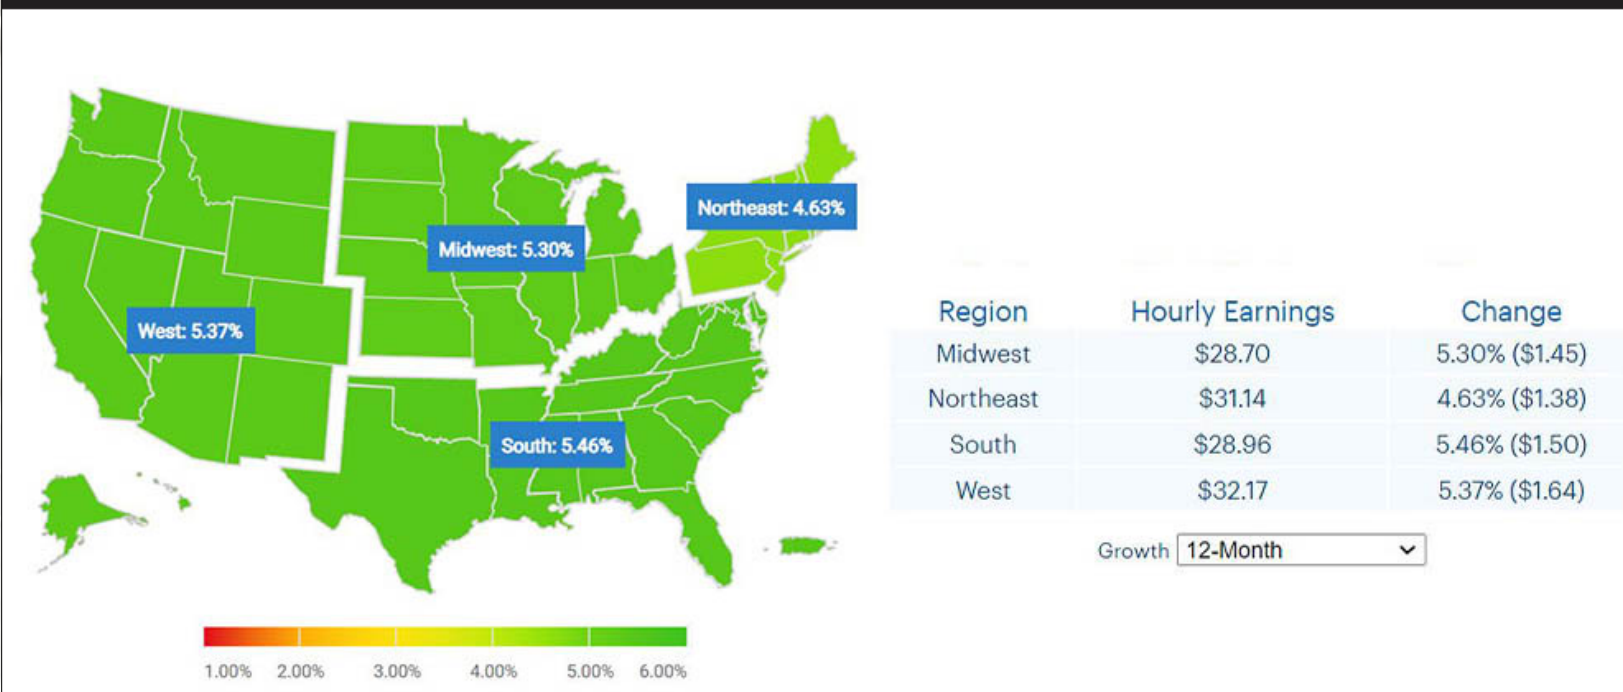 Northeast: 4.63%
Midwest: 5.30%
West: 5.37%
South: 5.46%
1.00% 2.00% 3.00% 4.00% 5.00% 6.00%
Region Hourly Earnings Change
Midwest $28.70 5.30% ($1.45)
Northeast $31.14 4.63% ($1.38)
South $28.96 5.46% ($1.50)
West $32.17 5.37% ($1.64)
Growth 12-Month